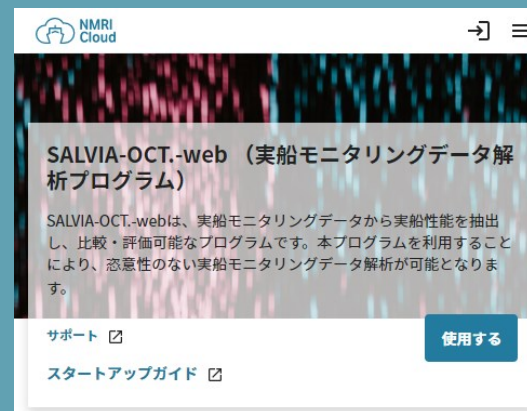 NMRI
Cloud
SALVIA-OCT.-web （実船モニタリングデータ解
析プログラム）
SALVIA-OCT.-webは、実船モニタリングデータから実船性能を抽出
し、比較・評価可能なプログラムです。本プログラムを利用すること
により、恣意性のない実船モニタリングデータ解析が可能となりま
す。
サポート
使用する
スタートアップガイド